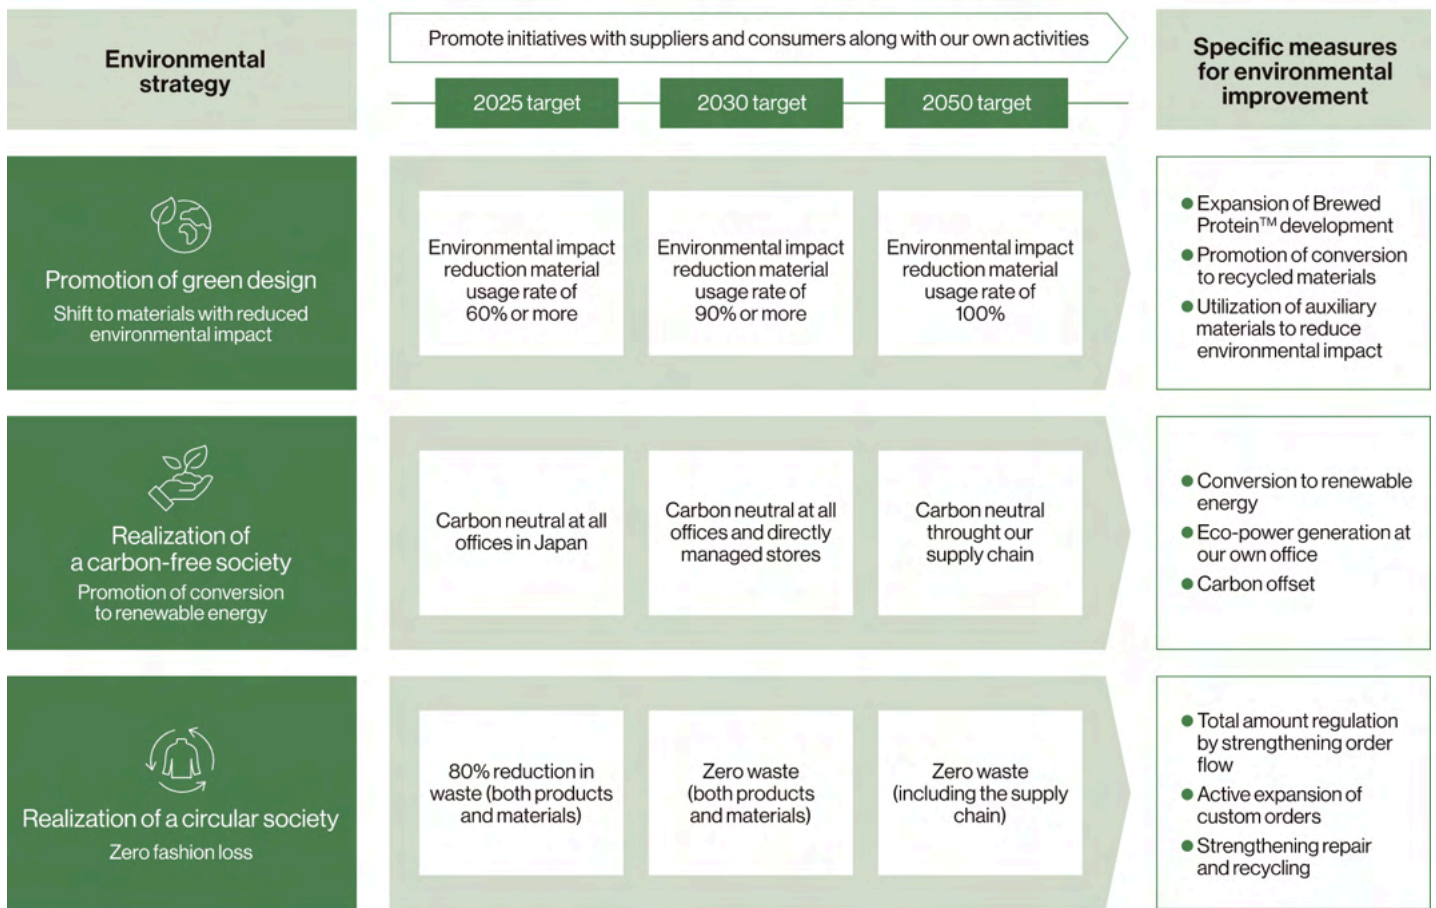 Environmental
strategy
Promote initiatives with suppliers and consumers along with our own activities
2025 target
2030 target
2050 target
Specific measures
for environmental
improvement
Promotion of green design
Shift to materials with reduced
environmental impact
Environmental impact
reduction material
usage rate of
60% or more
Environmental impact
reduction material
usage rate of
90% or more
Environmental impact
reduction material
usage rate of
100%
Expansion of Brewed
Protein™ development
Promotion of conversion
to recycled materials
Utilization of auxiliary
materials to reduce
environmental impact
Realization of
a carbon-free society
Promotion of conversion
to renewable energy
Carbon neutral at all
offices in Japan
Carbon neutral at all
offices and directly
managed stores
Carbon neutral
throught our
supply chain
Conversion to renewable
energy
Eco-power generation at
our own office
Carbon offset
Realization of a circular society
Zero fashion loss
80% reduction in
waste (both products
and materials)
Zero waste
(both products
and materials)
Zero waste
(including the supply
chain)
Total amount regulation
by strengthening order
flow
Active expansion of
custom orders
Strengthening repair
and recycling